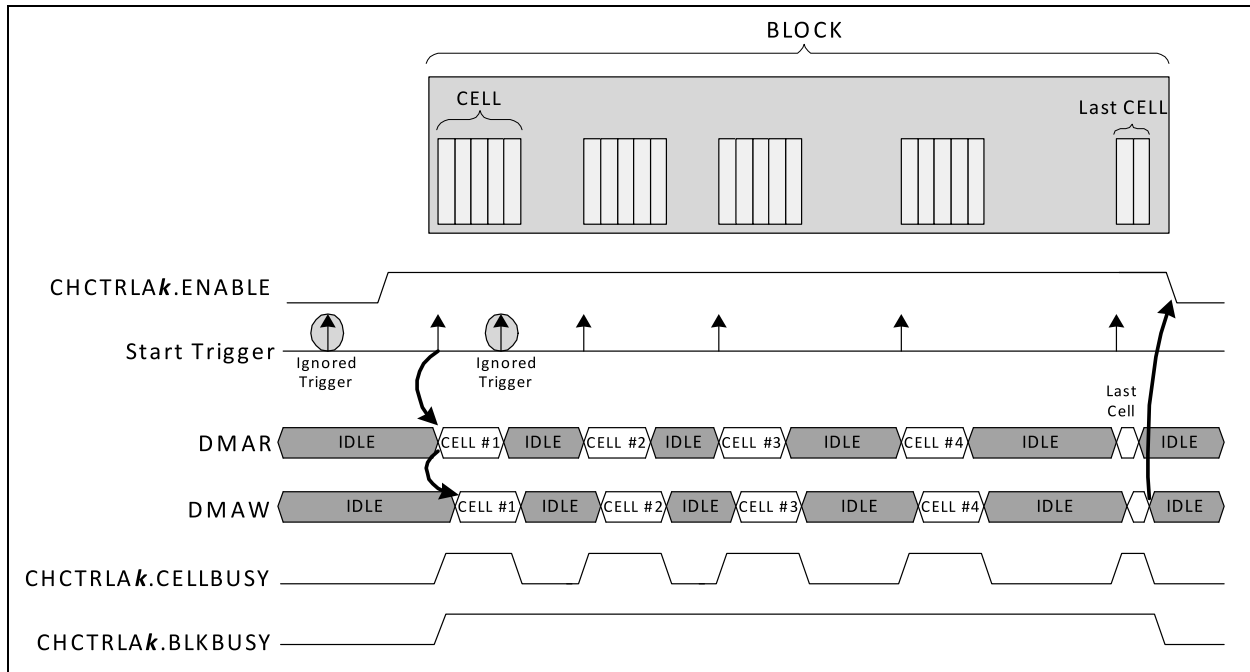 BLOCK
CELL
Last CELL
CHCTRLAk.ENABLE
Start Trigger
Ignored
Trigger
Ignored
Trigger
Last
Cell
DMAR
IDLE CELL #1 IDLE CELL #2 IDLE CELL #3 IDLE CELL #4 IDLE IDLE
DMAW
IDLE CELL #1 IDLE CELL #2 IDLE CELL #3 IDLE CELL #4 IDLE IDLE
CHCTRLAk.CELLBUSY
CHCTRLAk.BLKBUSY